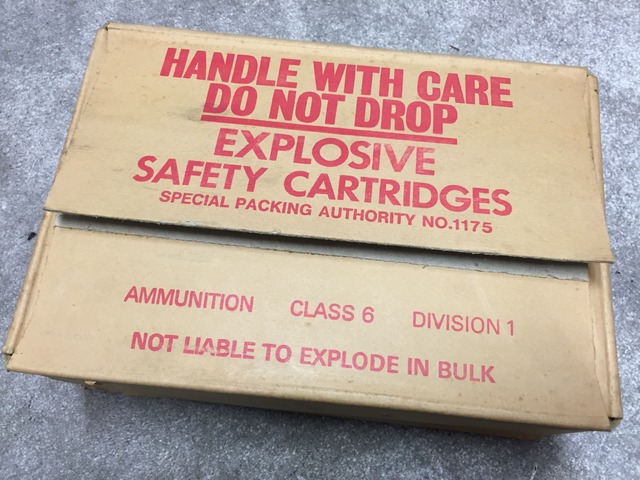 HANDLE WITH CARE
DO NOT DROP
EXPLOSIVE
SAFETY CARTRIDGES
SPECIAL PACKING AUTHORITY NO.1175
AMMUNITION CLASS 6 DIVISION 1
NOT LIABLE TO EXPLODE IN BULK